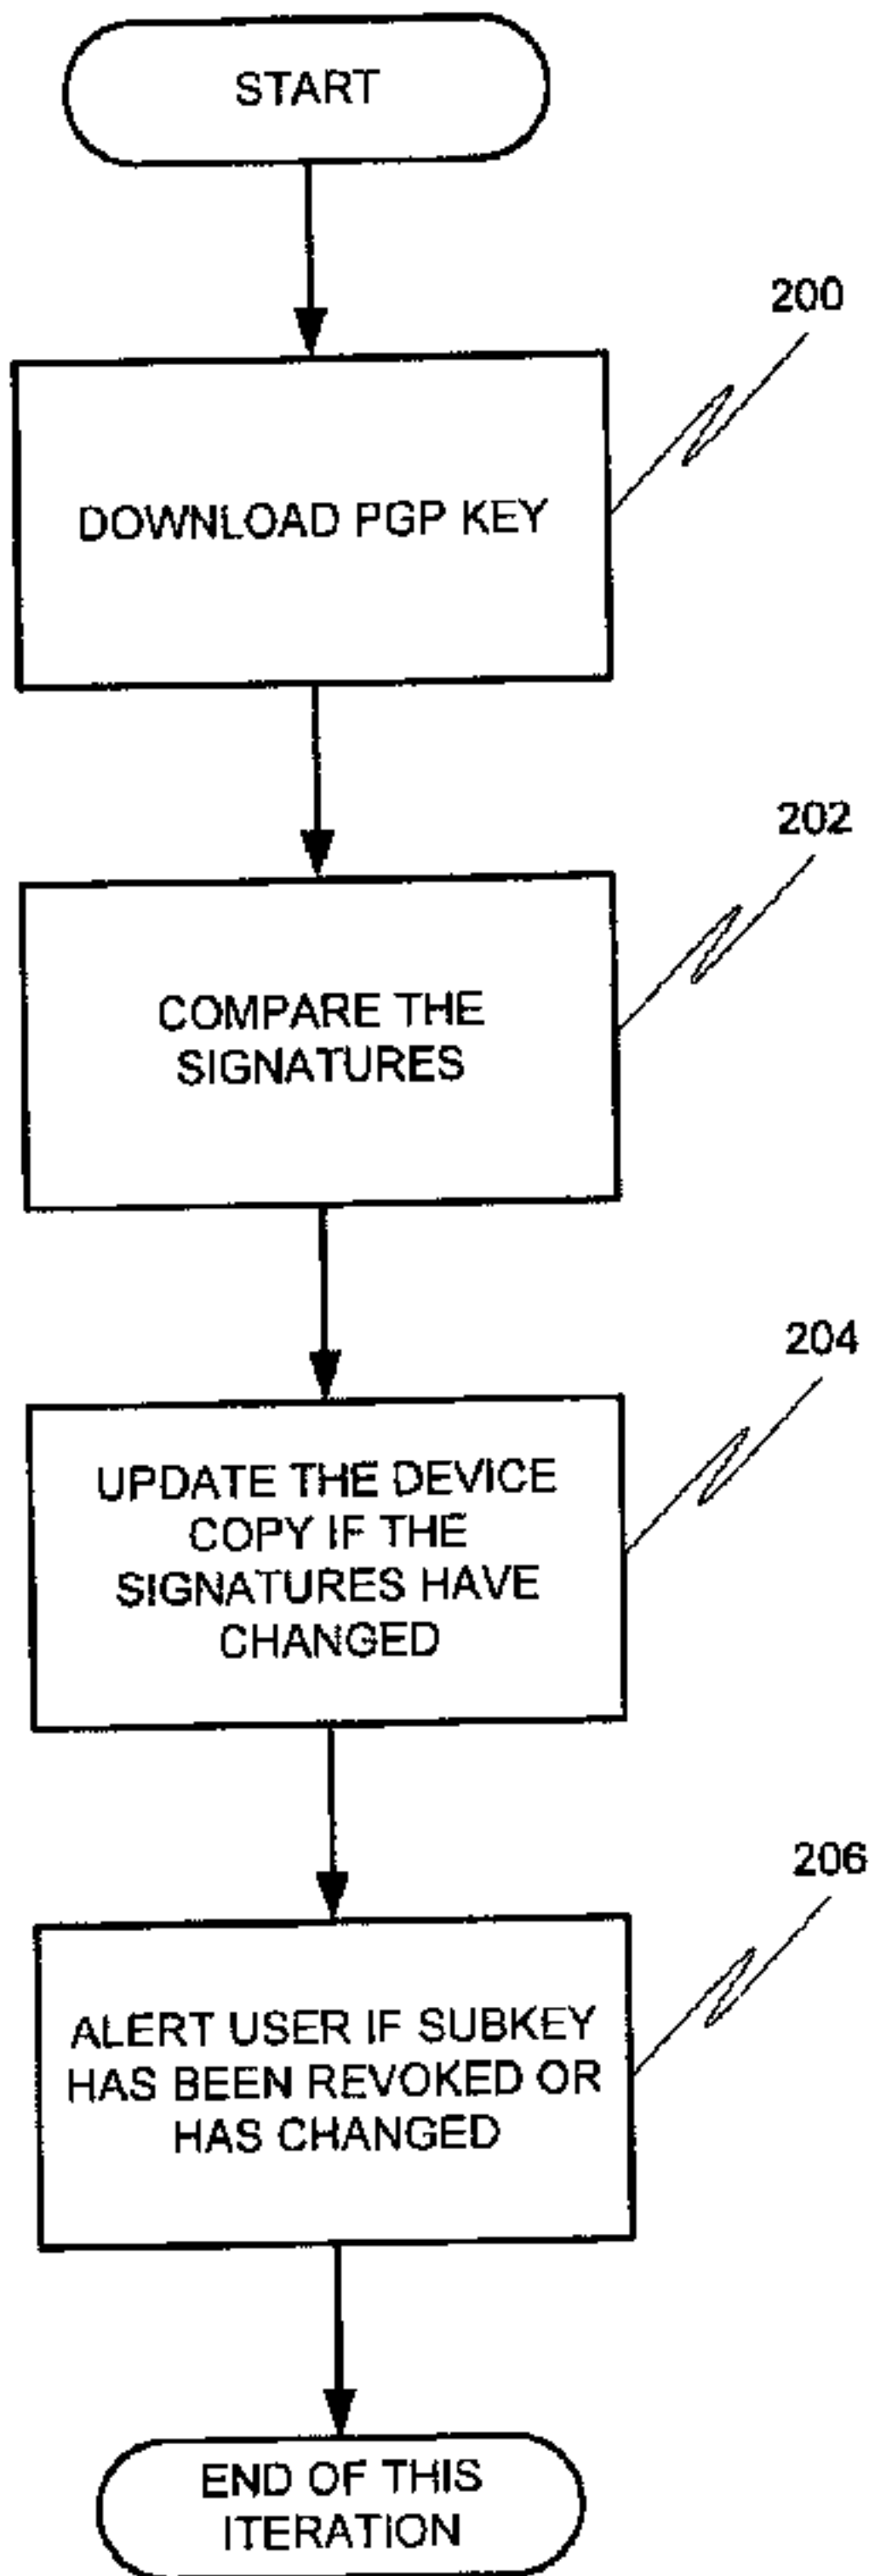 START
200
DOWNLOAD PGP KEY
202
COMPARE THE
SIGNATURES
204
UPDATE THE DEVICE
COPY IF THE
SIGNATURES HAVE
CHANGED
206
ALERT USER IF SUBKEY
HAS BEEN REVOKED OR
HAS CHANGED
END OF THIS
ITERATION